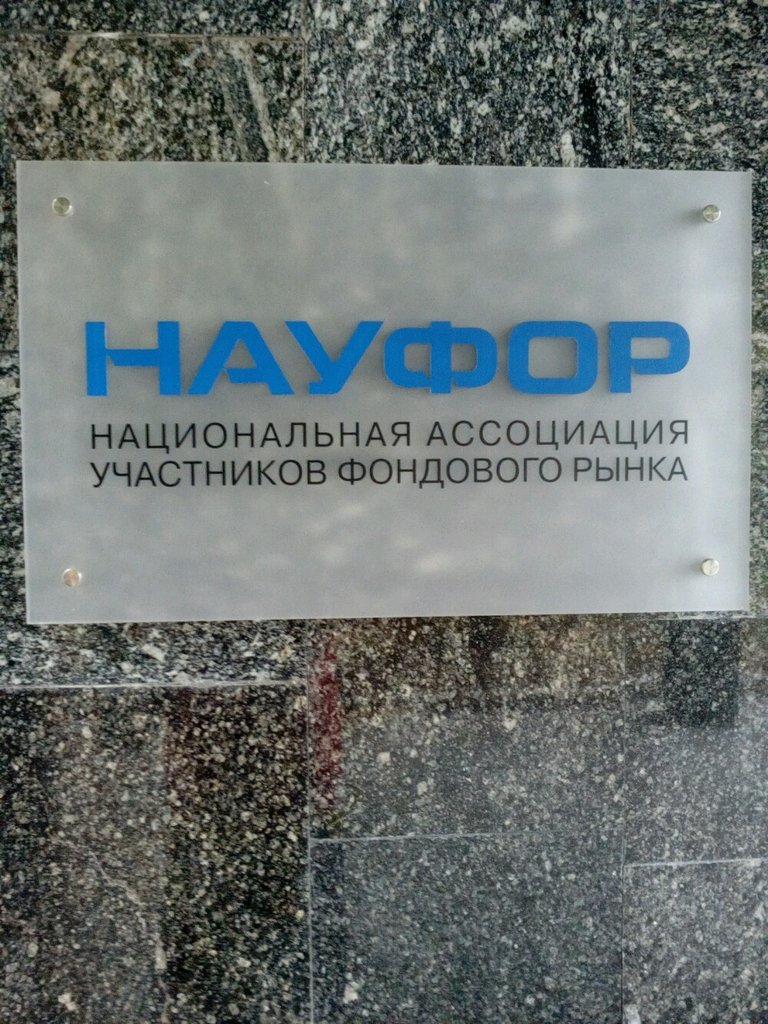 НАУФОР
НАЦИОНАЛЬНАЯ АССОЦИАЦИЯ
УЧАСТНИКОВ ФОНДОВОГО РЫНКА